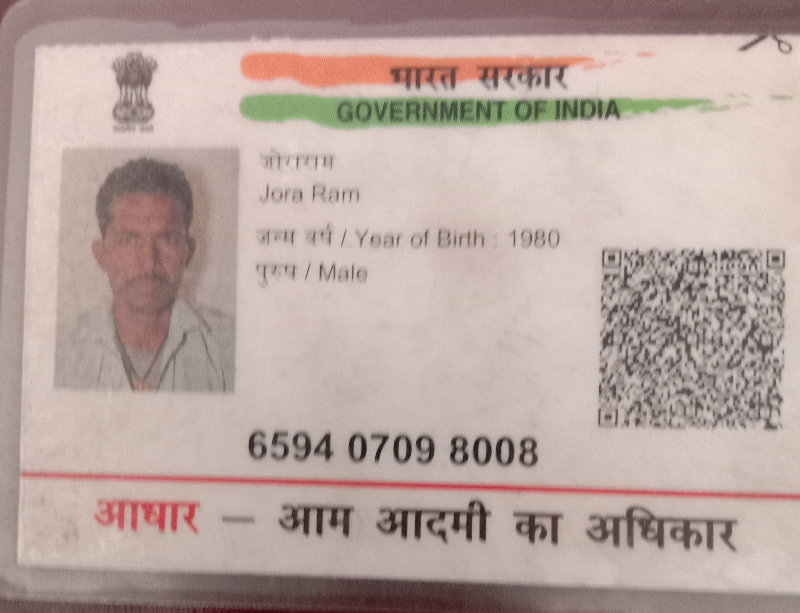 भारत सरकार
GOVERNMENT OF INDIA
जोराराम
Jora Ram
जन्म वर्ष / Year of Birth : 1980
पुरुष / Male
6594 0709 8008
आधार – आम आदमी का अधिकार